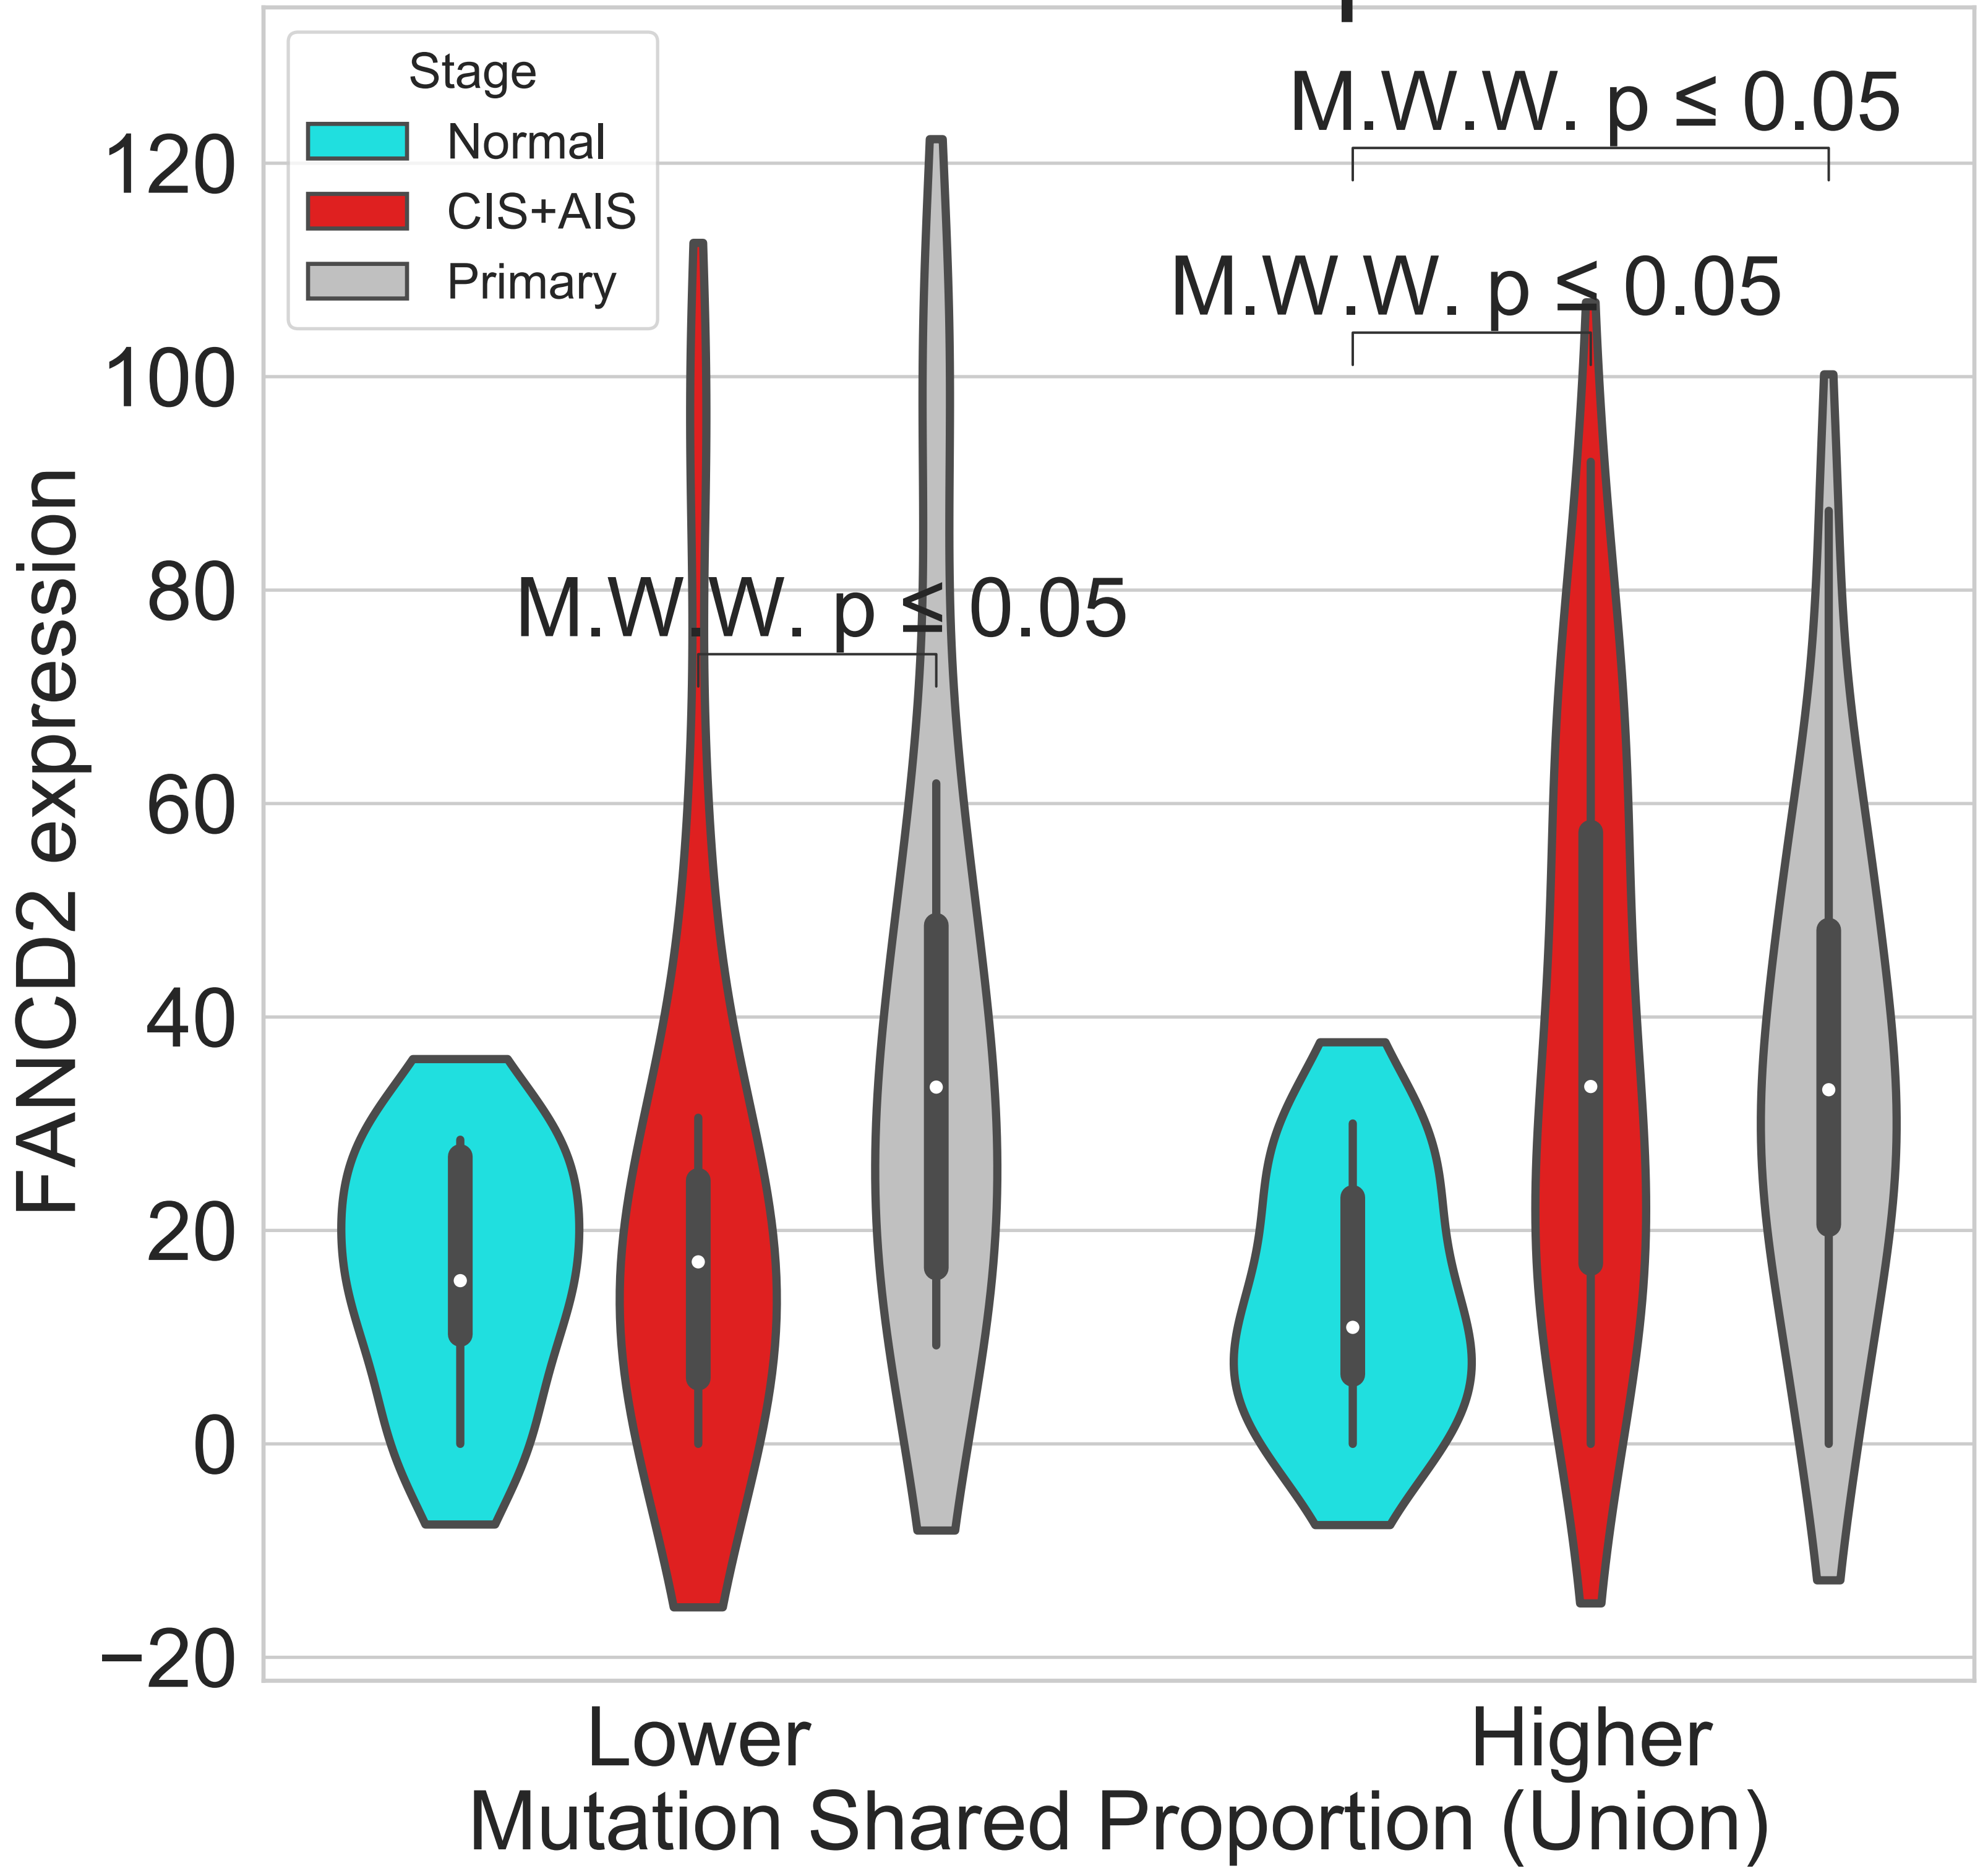 Stage
Normal
CIS+AIS
Primary
M.W.W. p ≤ 0.05
M.W.W. p ≤ 0.05
M.W.W. p ≤ 0.05
120
100
80
60
40
20
0
−20
FANCD2 expression
Lower
Higher
Mutation Shared Proportion (Union)